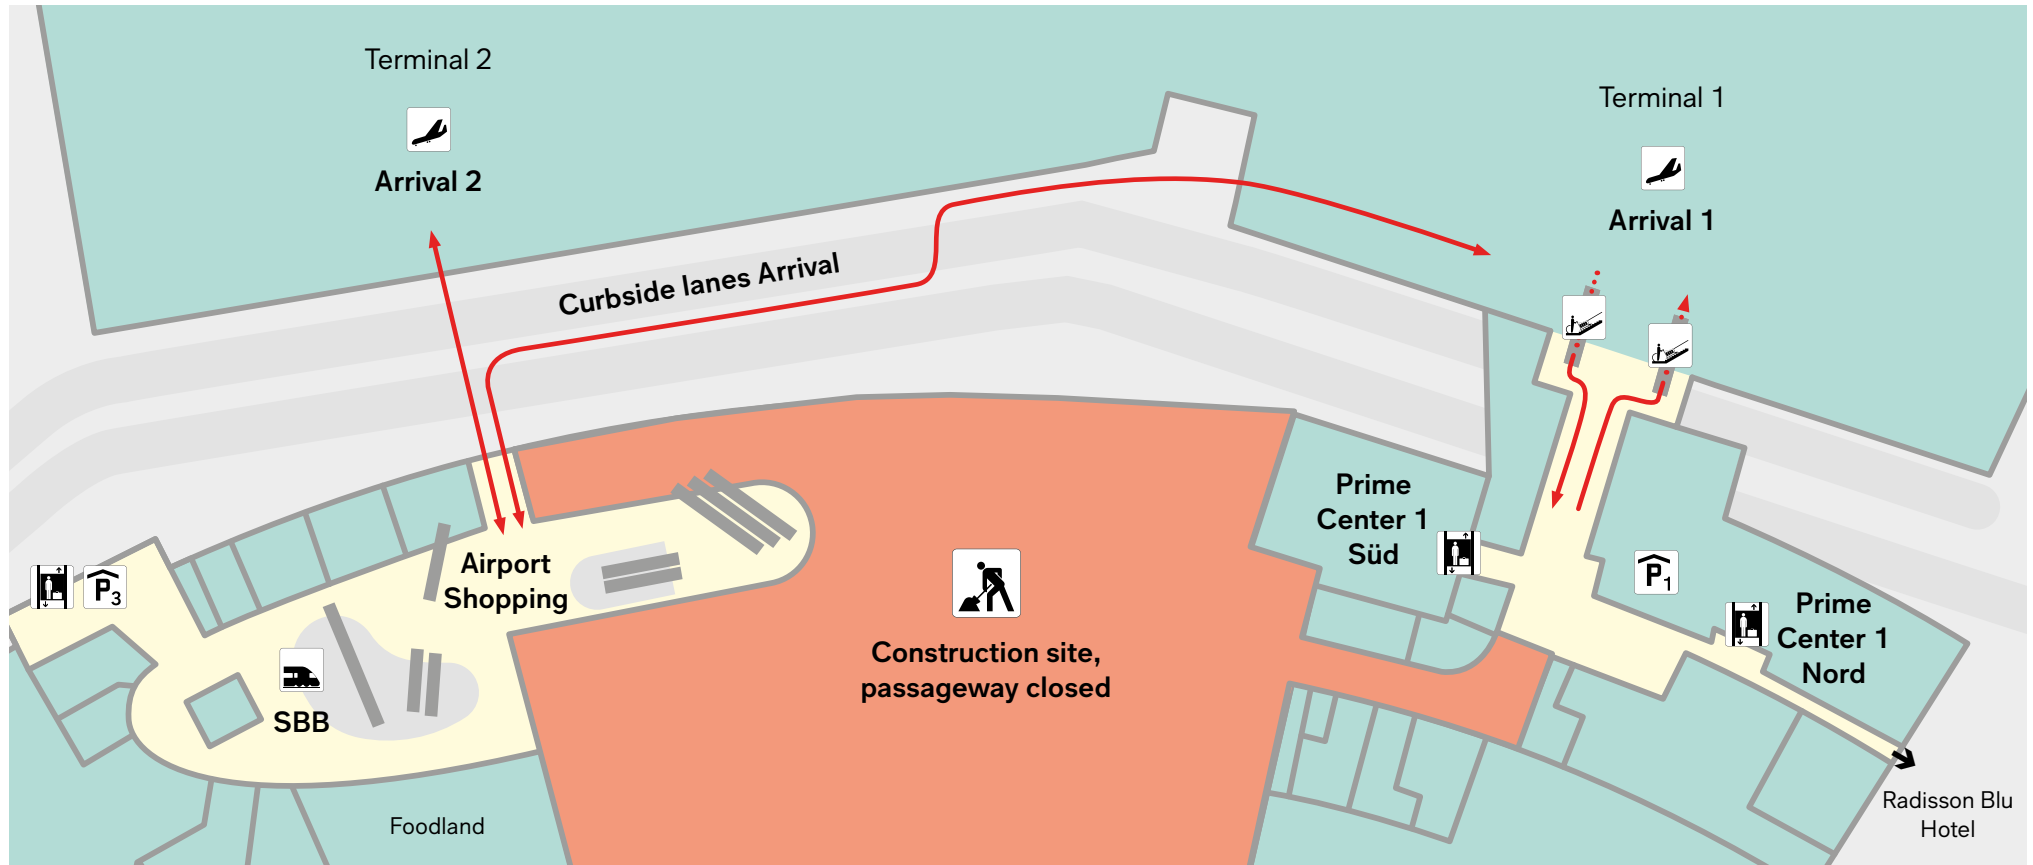 Terminal 2
Arrival 2
Terminal 1
Arrival 1
Curbside lanes Arrival
Prime
Center 1
Süd
Airport
Shopping
P3
P1
Prime
Center 1
Nord
Construction site,
passageway closed
SBB
Foodland
Radisson Blu
Hotel